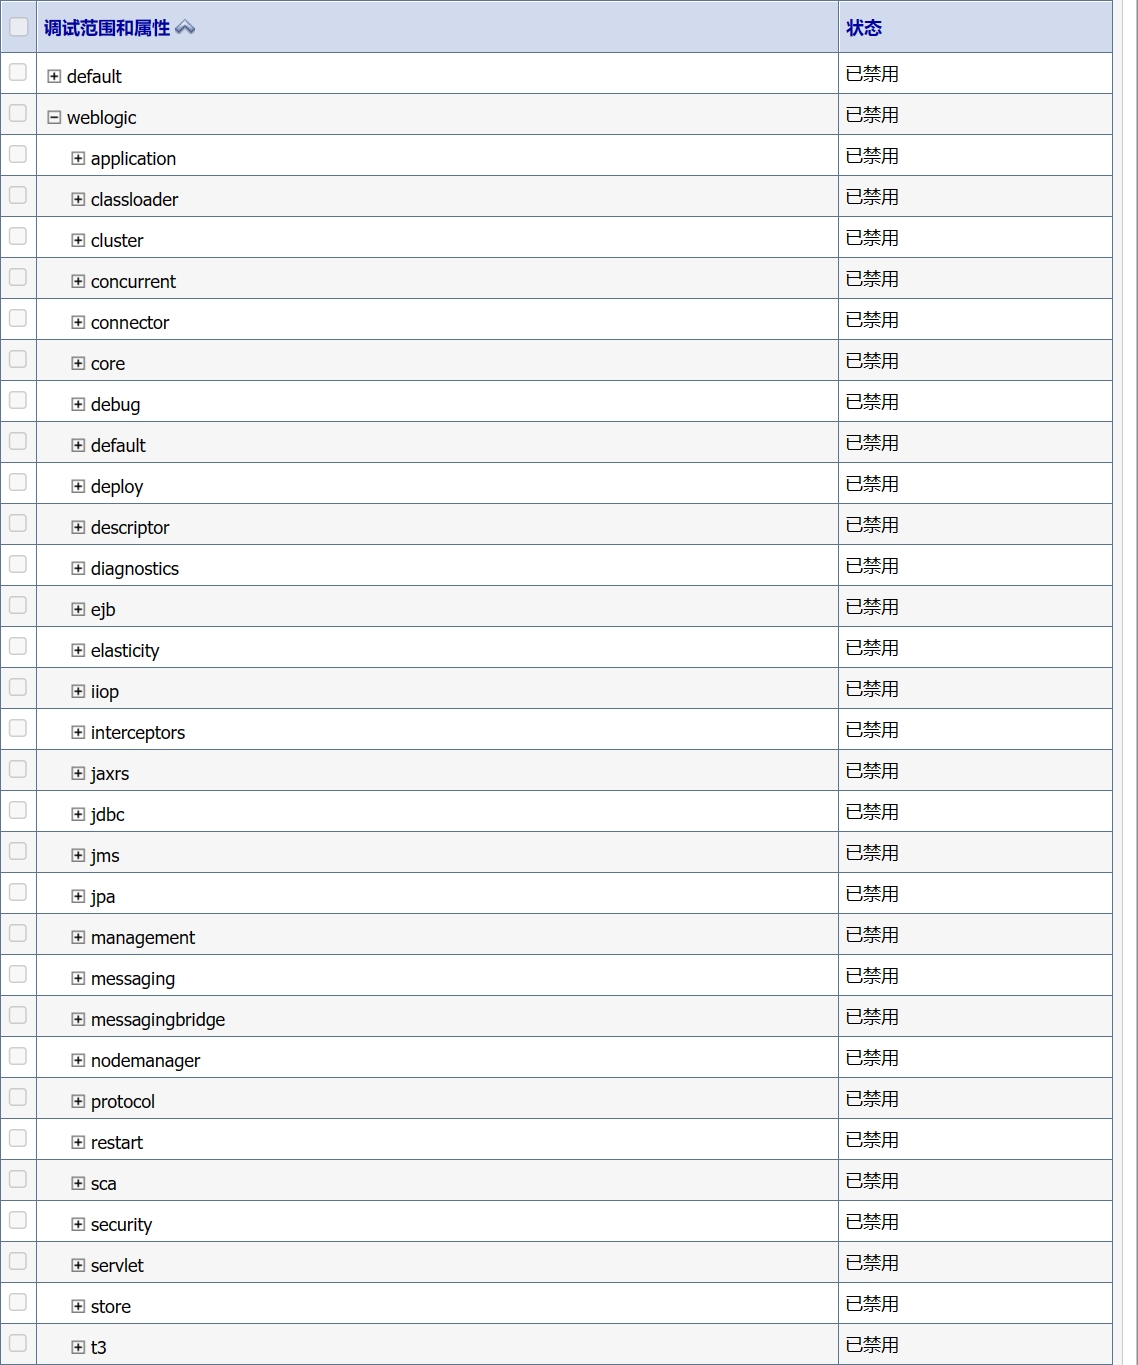 调试范围和属性 状态
default 已禁用
weblogic 已禁用
application 已禁用
classloader 已禁用
cluster 已禁用
concurrent 已禁用
connector 已禁用
core 已禁用
debug 已禁用
default 已禁用
deploy 已禁用
descriptor 已禁用
diagnostics 已禁用
ejb 已禁用
elasticity 已禁用
iiop 已禁用
interceptors 已禁用
jaxrs 已禁用
jdbc 已禁用
jms 已禁用
jpa 已禁用
management 已禁用
messaging 已禁用
messagingbridge 已禁用
nodemanager 已禁用
protocol 已禁用
restart 已禁用
sca 已禁用
security 已禁用
servlet 已禁用
store 已禁用
t3 已禁用